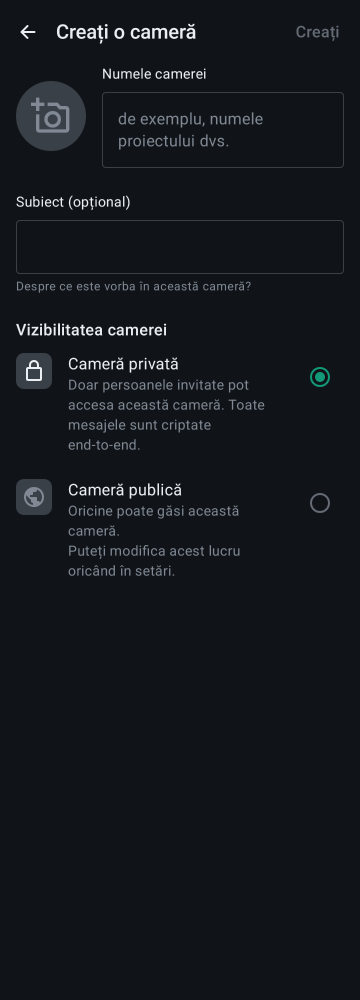 Creați o cameră
Creați
Numele camerei
de exemplu, numele
proiectului dvs.
Subiect (opțional)
Despre ce este vorba în această cameră?
Vizibilitatea camerei
Cameră privată
Doar persoanele invitate pot
accesa această cameră. Toate
mesajele sunt criptate
end-to-end.
Cameră publică
Oricine poate găsi această
cameră.
Puteți modifica acest lucru
oricând în setări.